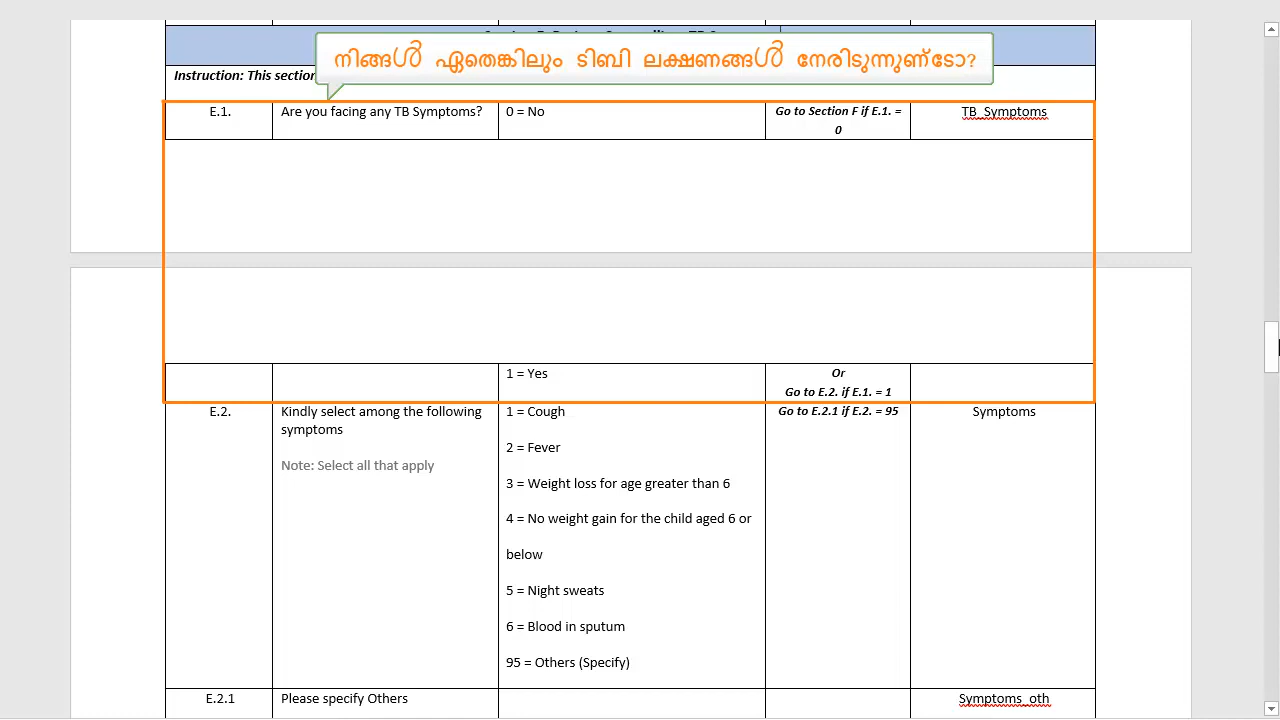 നിങ്ങൾ ഏതെങ്കിലും ടിബി ലക്ഷണങ്ങൾ നേരിടുന്നുണ്ടോ?
Instruction: This section
E.1. Are you facing any TB Symptoms? 0 = No Go to Section F if E.1. = TB_Symptoms
0
1 = Yes Or
Go to E.2. if E.1. = 1
E.2. Kindly select among the following 1 = Cough Go to E.2.1 if E.2. = 95 Symptoms
symptoms
2 = Fever
Note: Select all that apply
3 = Weight loss for age greater than 6
4 = No weight gain for the child aged 6 or
below
5 = Night sweats
6 = Blood in sputum
95 = Others (Specify)
E.2.1 Please specify Others Symptoms_oth